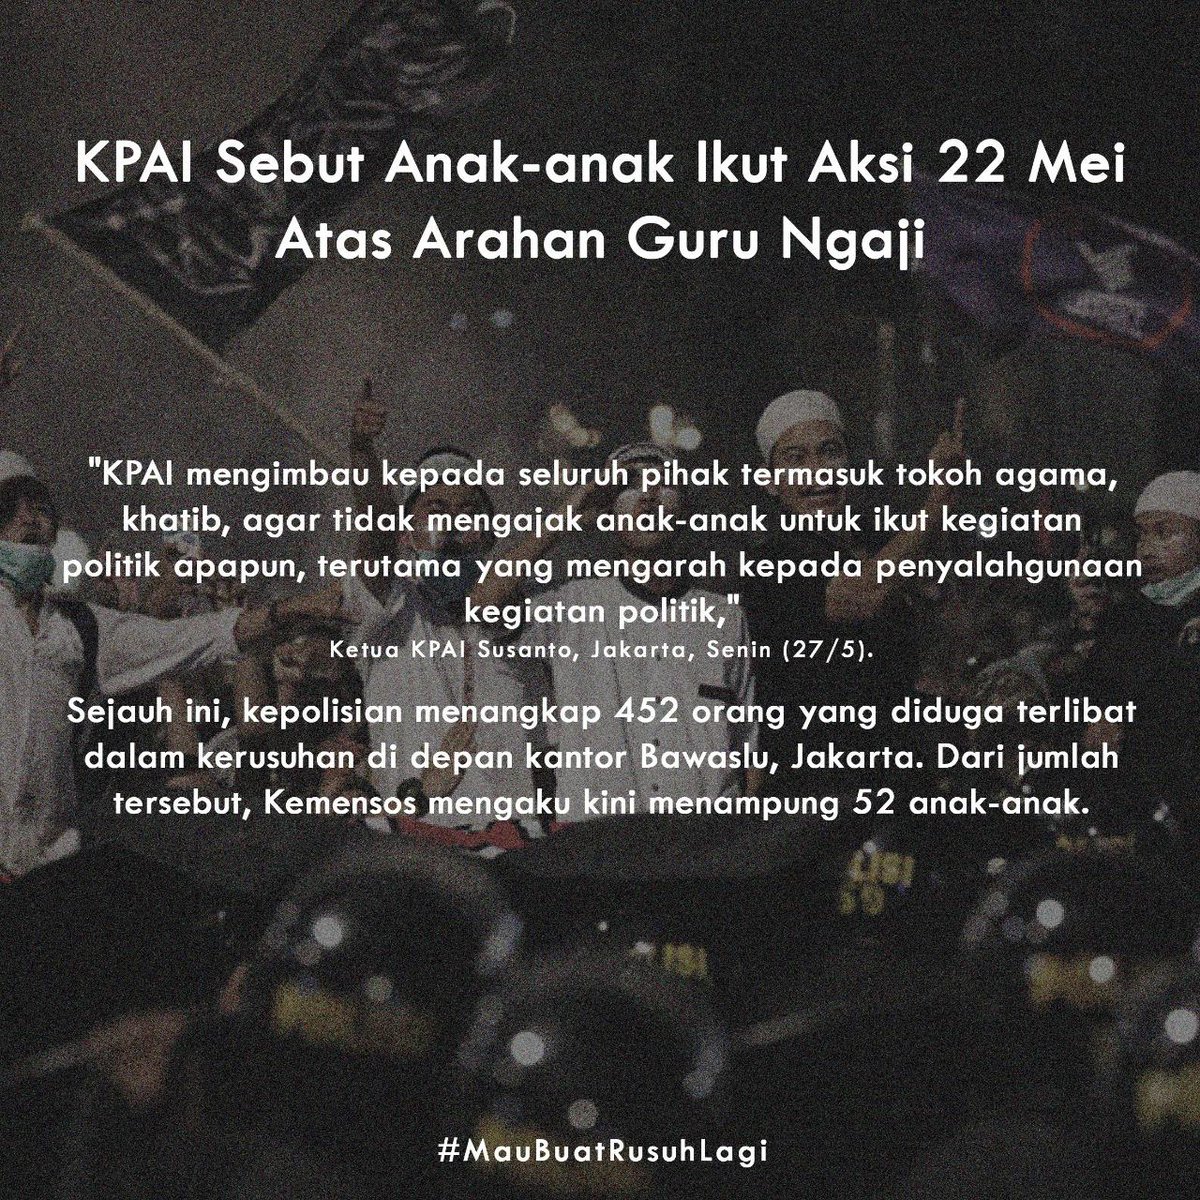 KPAI Sebut Anak-anak Ikut Aksi 22 Mei
Atas Arahan Guru Ngaji
"KPAI mengimbau kepada seluruh pihak termasuk tokoh agama,
khatib, agar tidak mengajak anak-anak untuk ikut kegiatan
politik apapun, terutama yang mengarah kepada penyalahgunaan
kegiatan politik,"
Ketua KPAI Susanto, Jakarta, Senin (27/5).
Sejauh ini, kepolisian menangkap 452 orang yang diduga terlibat
dalam kerusuhan di depan kantor Bawaslu, Jakarta. Dari jumlah
tersebut, Kemensos mengaku kini menampung 52 anak-anak.
#MauBuatRusuhLagi